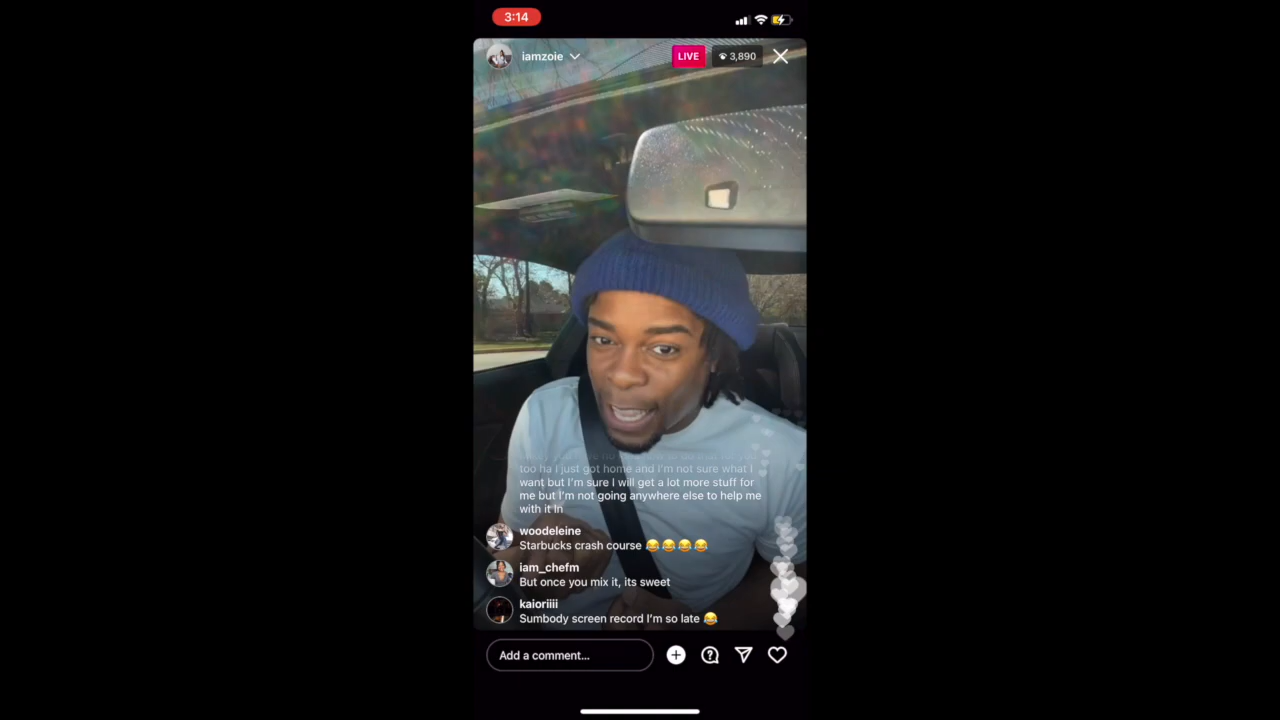 3:14
iamzoie
LIVE
3,890
too ha I just got home and I'm not sure what I
want but I'm sure I will get a lot more stuff for
me but I'm not going anywhere else to help me
with it In
woodeleine
Starbucks crash course 😂😂😂😂
iam_chefm
But once you mix it, its sweet
kaioriiii
Sumbody screen record I'm so late 😂
Add a comment...